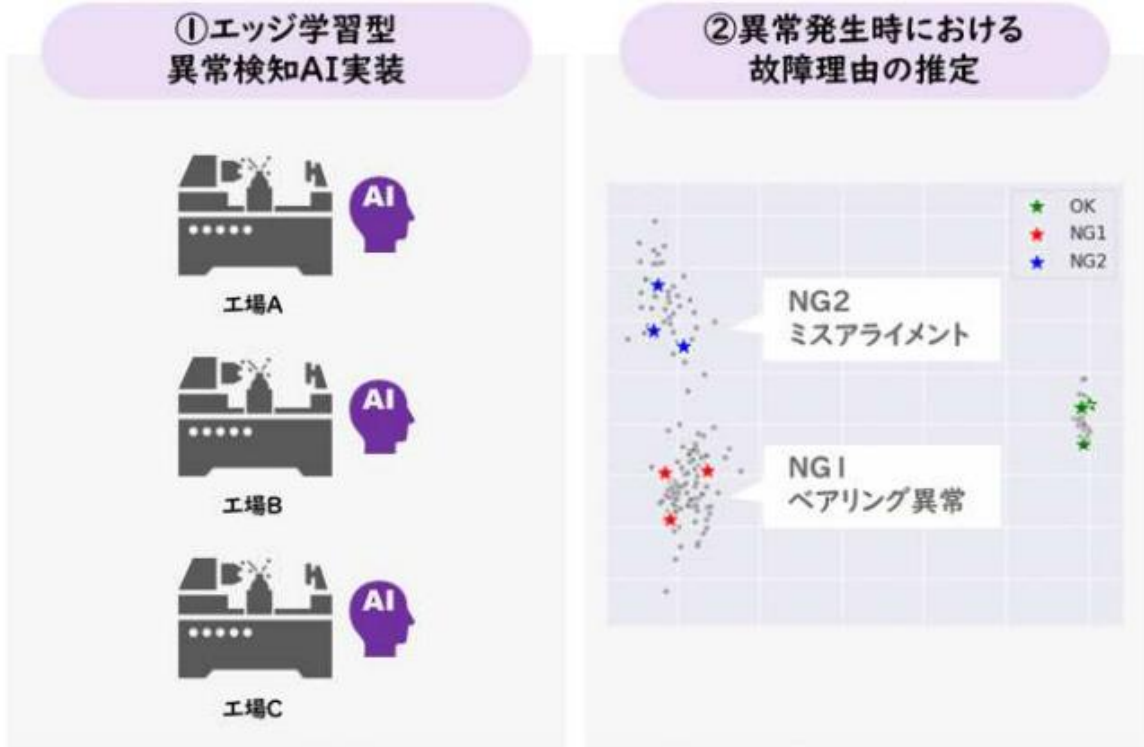 ①エッジ学習型
異常検知AI実装
AI
工場A
AI
工場B
AI
工場C
②異常発生時における
故障理由の推定
OK
NG1
NG2
NG2
ミスアライメント
NG1
ベアリング異常